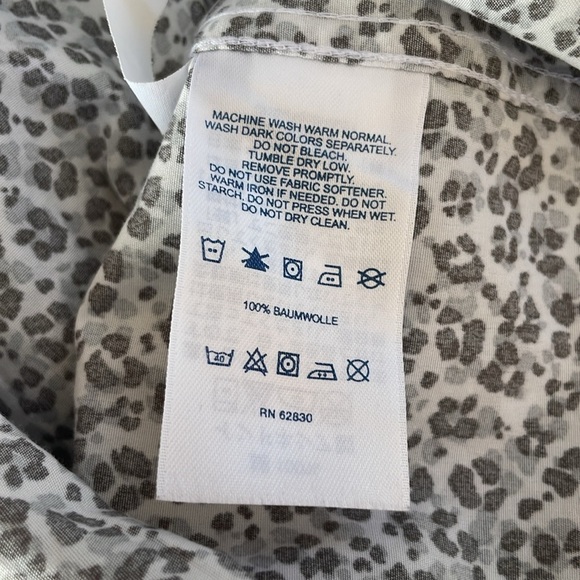 MACHINE WASH WARM NORMAL.
WASH DARK COLORS SEPARATELY.
DO NOT BLEACH.
TUMBLE DRY LOW.
REMOVE PROMPTLY.
DO NOT USE FABRIC SOFTENER.
WARM IRON IF NEEDED. DO NOT
STARCH. DO NOT PRESS WHEN WET.
DO NOT DRY CLEAN.
100% BAUMWOLLE
40
RN 62830